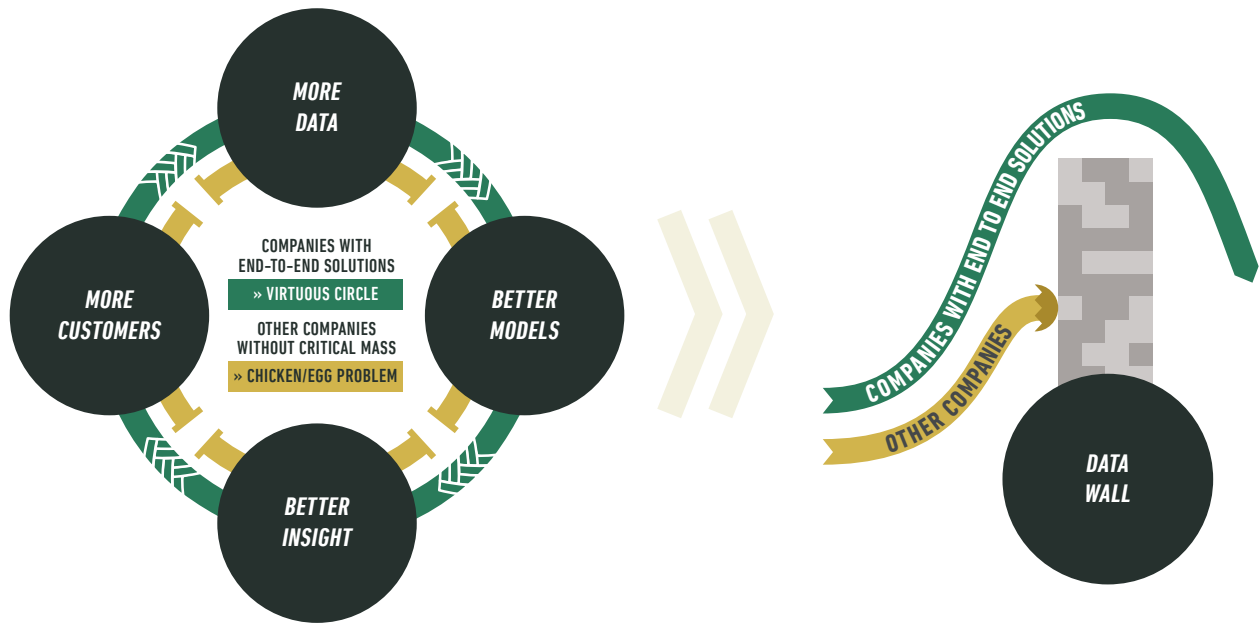 MORE
DATA
COMPANIES WITH
END-TO-END SOLUTIONS
» VIRTUOUS CIRCLE
OTHER COMPANIES
WITHOUT CRITICAL MASS
» CHICKEN/EGG PROBLEM
MORE
CUSTOMERS
BETTER
MODELS
BETTER
INSIGHT
COMPANIES WITH END TO END SOLUTIONS
OTHER COMPANIES
DATA
WALL